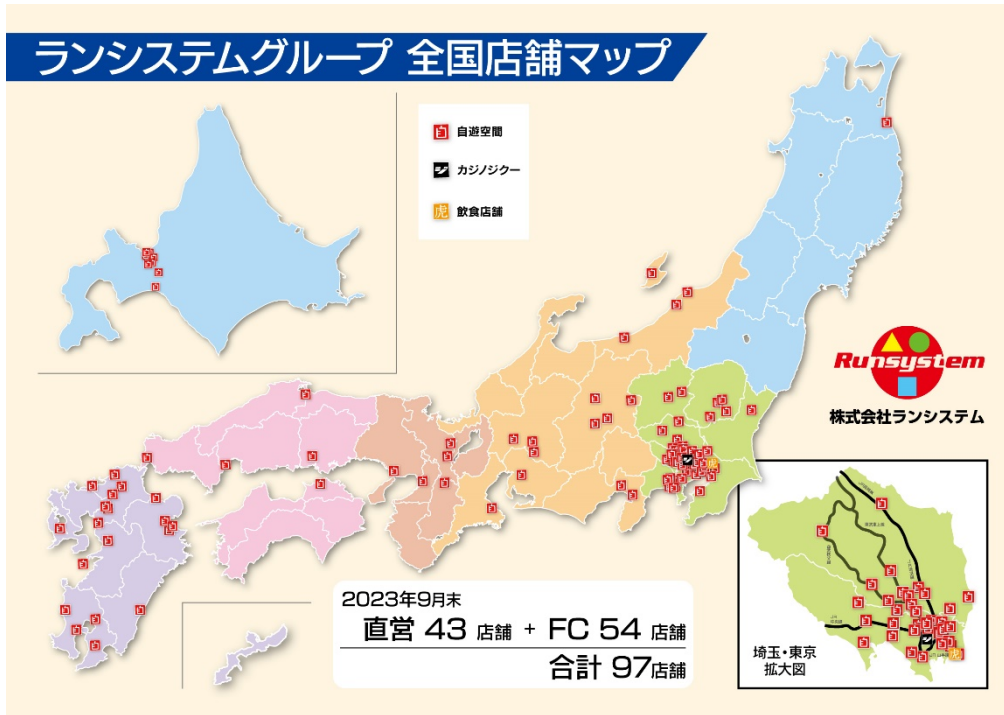 ランシステムグループ 全国店舗マップ
自 自遊空間
ジ カジノジクー
虎 飲食店舗
Runsystem
株式会社ランシステム
2023年9月末
直営 43 店舗 + FC 54 店舗
合計 97店舗
埼玉・東京
拡大図